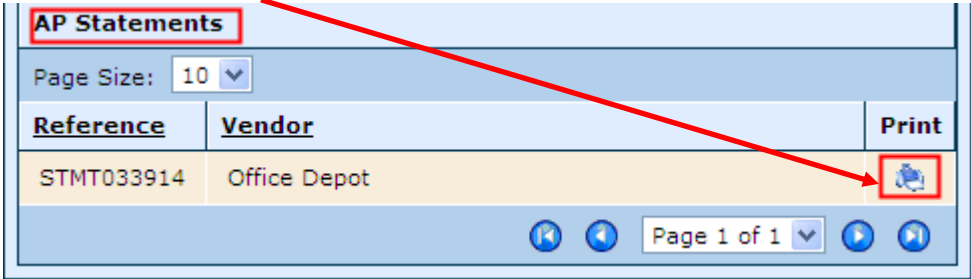 AP Statements
Page Size: 10
Reference Vendor Print
STMT033914 Office Depot
Page 1 of 1